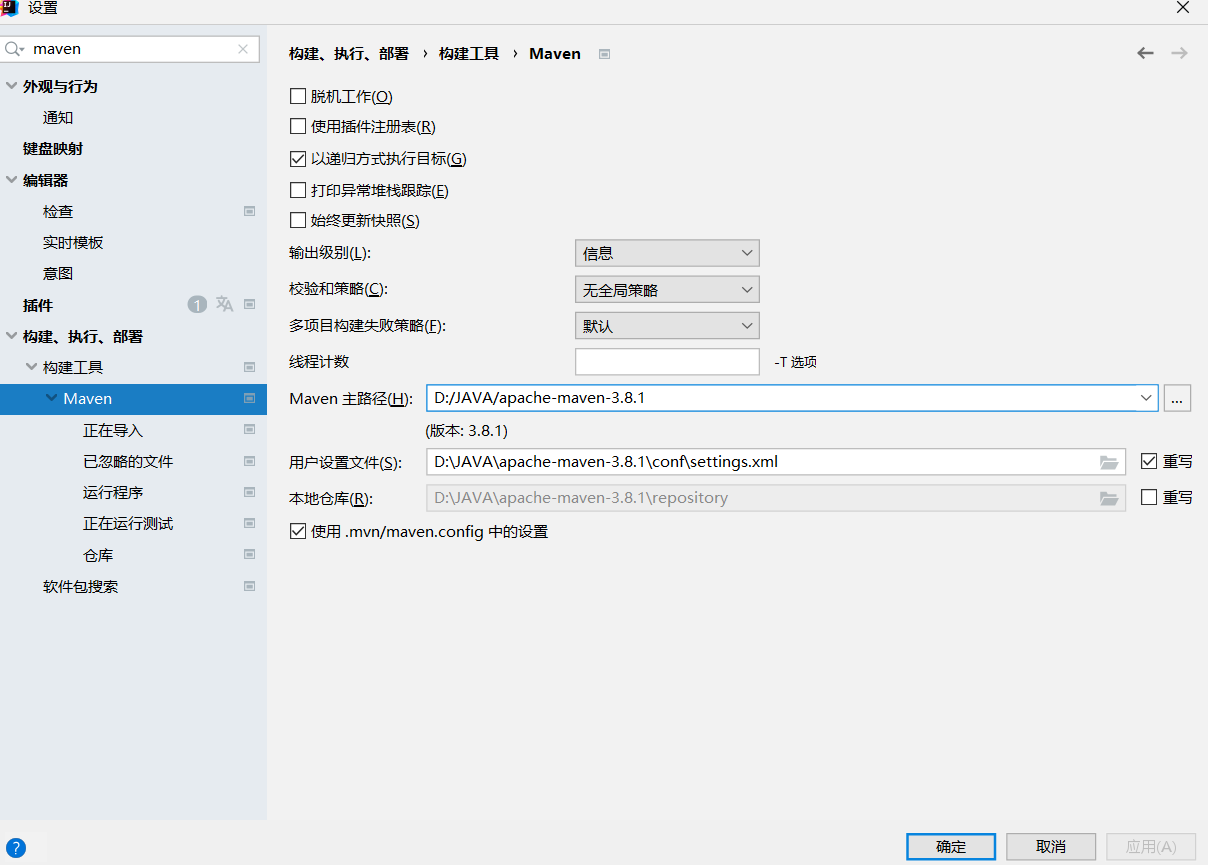 设置
maven
外观与行为
通知
键盘映射
编辑器
检查
实时模板
意图
插件 1
构建、执行、部署
构建工具
Maven
正在导入
已忽略的文件
运行程序
正在运行测试
仓库
软件包搜索
构建、执行、部署 › 构建工具 › Maven
脱机工作(O)
使用插件注册表(R)
以递归方式执行目标(G)
打印异常堆栈跟踪(E)
始终更新快照(S)
输出级别(L): 信息
校验和策略(C): 无全局策略
多项目构建失败策略(F): 默认
线程计数 -T 选项
Maven 主路径(H): D:/JAVA/apache-maven-3.8.1 ...
(版本: 3.8.1)
用户设置文件(S): D:\JAVA\apache-maven-3.8.1\conf\settings.xml 重写
本地仓库(R): D:\JAVA\apache-maven-3.8.1\repository 重写
使用 .mvn/maven.config 中的设置
? 确定 取消 应用(A)